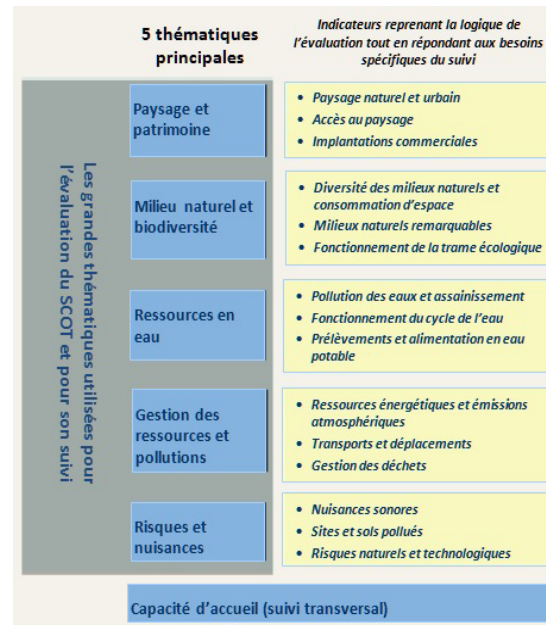 5 thématiques
principales
Indicateurs reprenant la logique de
l'évaluation tout en répondant aux besoins
spécifiques du suivi
Les grandes thématiques utilisées pour
l'évaluation du SCOT et pour son suivi
Paysage et
patrimoine
• Paysage naturel et urbain
• Accès au paysage
• Implantations commerciales
Milieu naturel et
biodiversité
• Diversité des milieux naturels et
consommation d'espace
• Milieux naturels remarquables
• Fonctionnement de la trame écologique
Ressources en
eau
• Pollution des eaux et assainissement
• Fonctionnement du cycle de l'eau
• Prélèvements et alimentation en eau
potable
Gestion des
ressources et
pollutions
• Ressources énergétiques et émissions
atmosphériques
• Transports et déplacements
• Gestion des déchets
Risques et
nuisances
• Nuisances sonores
• Sites et sols pollués
• Risques naturels et technologiques
Capacité d'accueil (suivi transversal)